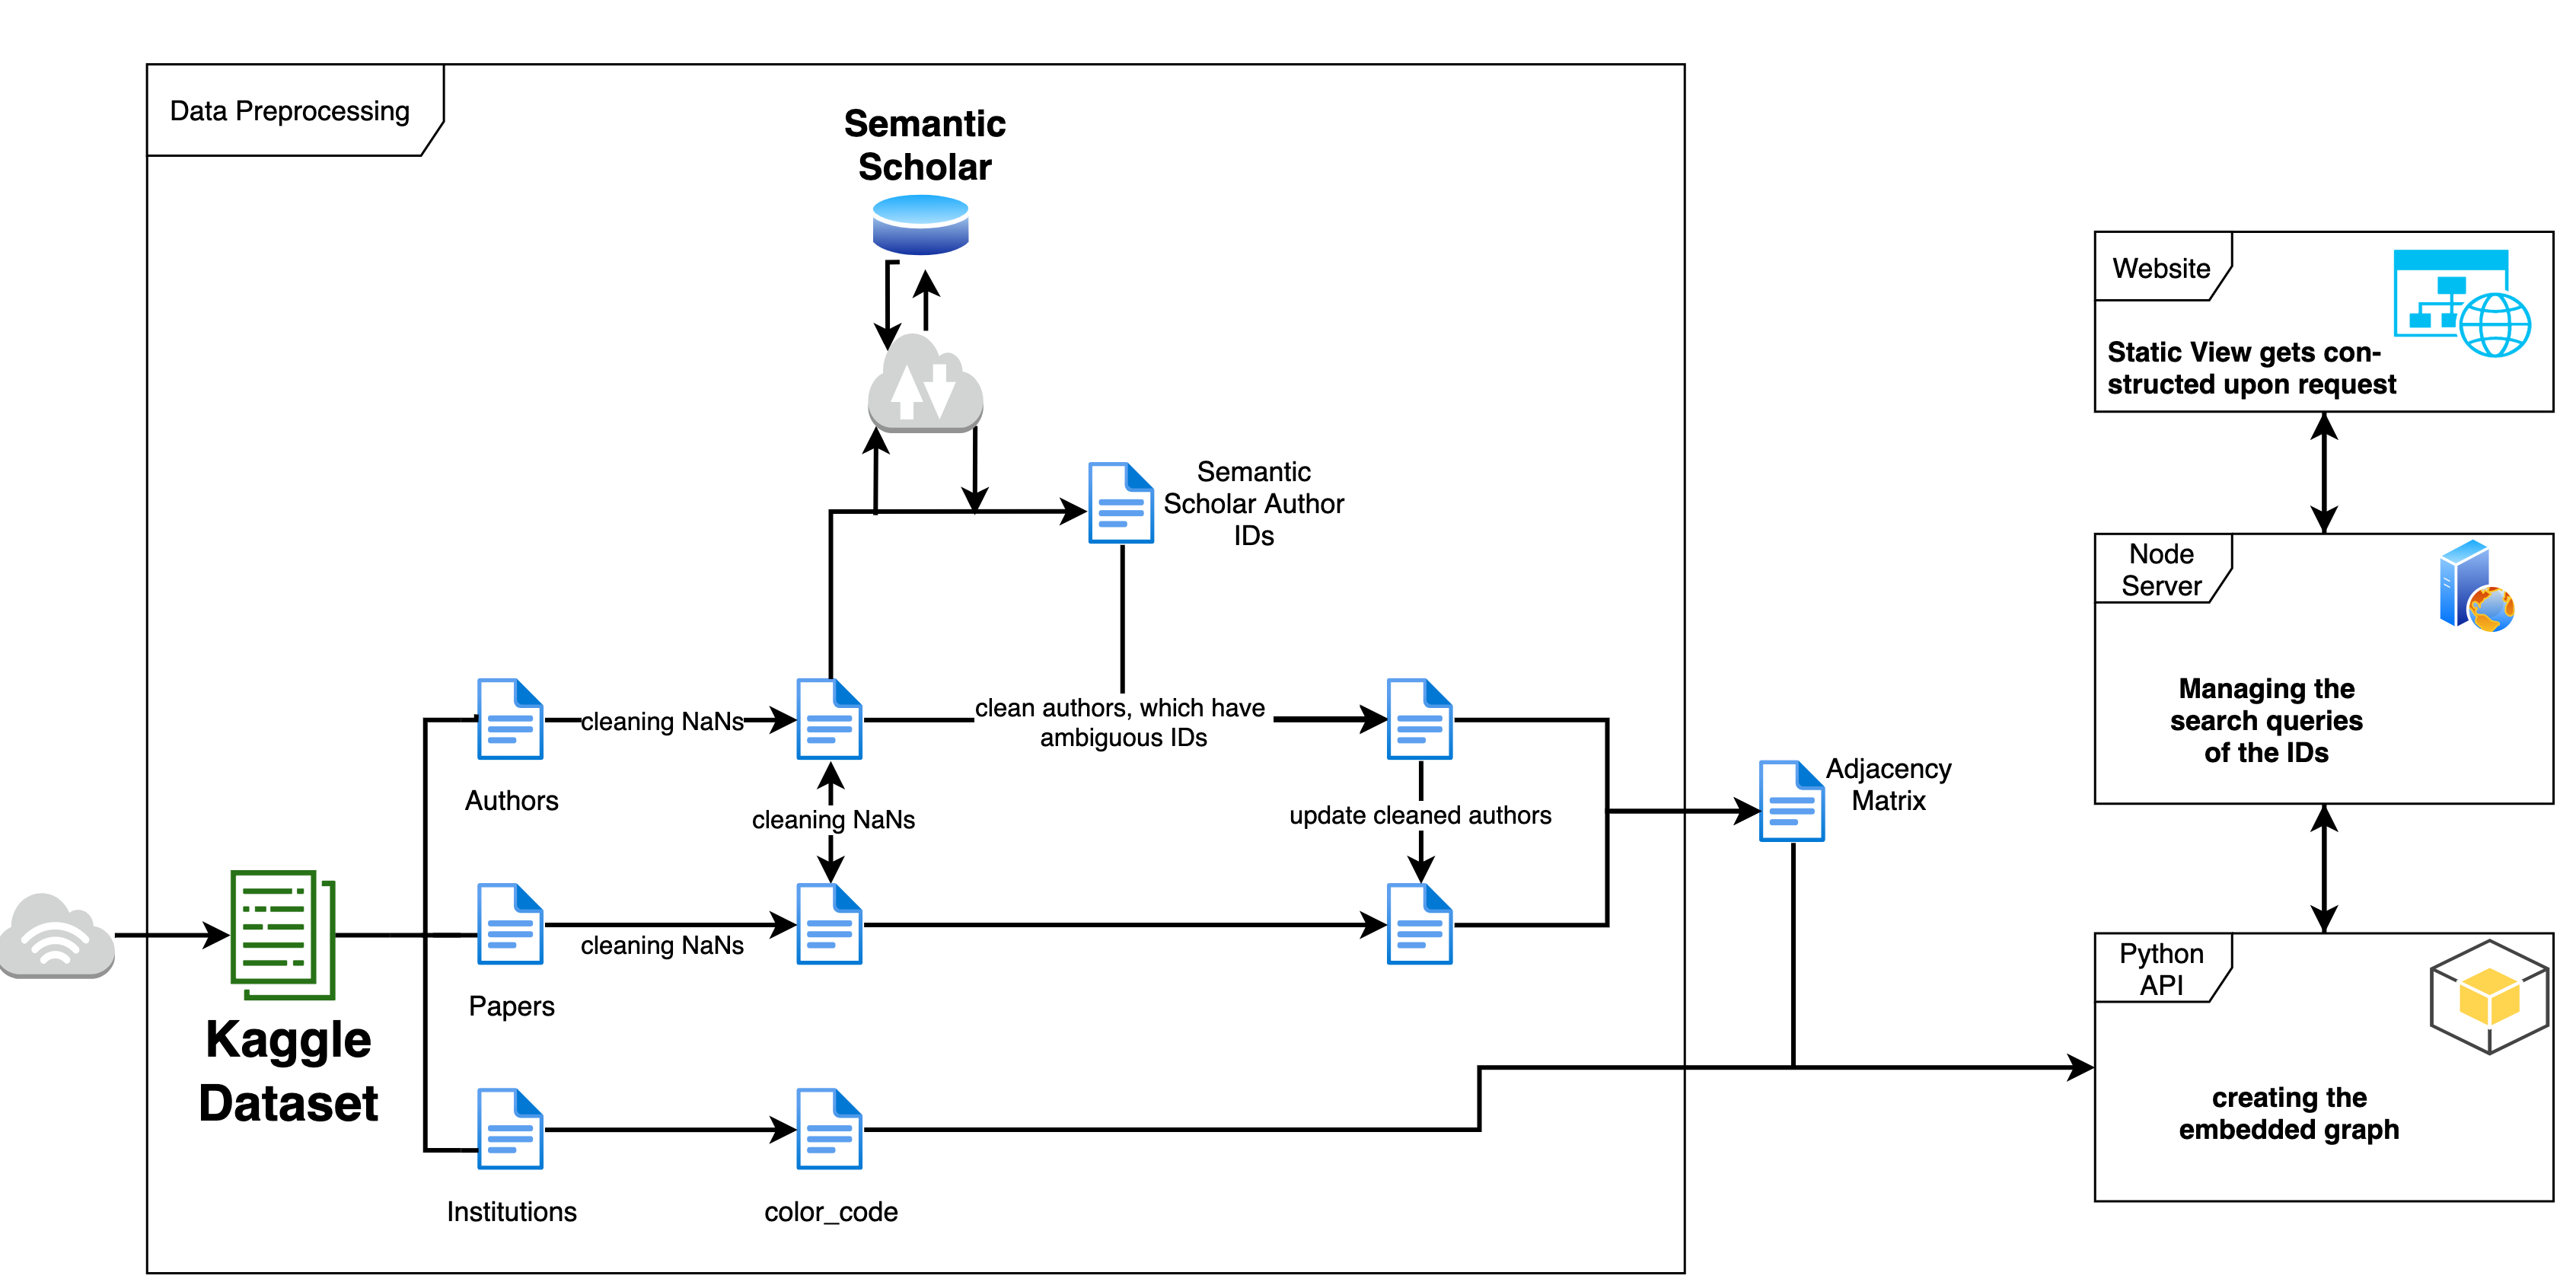 Data Preprocessing
Semantic
Scholar
Semantic
Scholar Author
IDs
cleaning NaNs
clean authors, which have
ambiguous IDs
Authors
cleaning NaNs
update cleaned authors
cleaning NaNs
Papers
Kaggle
Dataset
Institutions
color_code
Adjacency
Matrix
Website
Static View gets con-
structed upon request
Node
Server
Managing the
search queries
of the IDs
Python
API
creating the
embedded graph